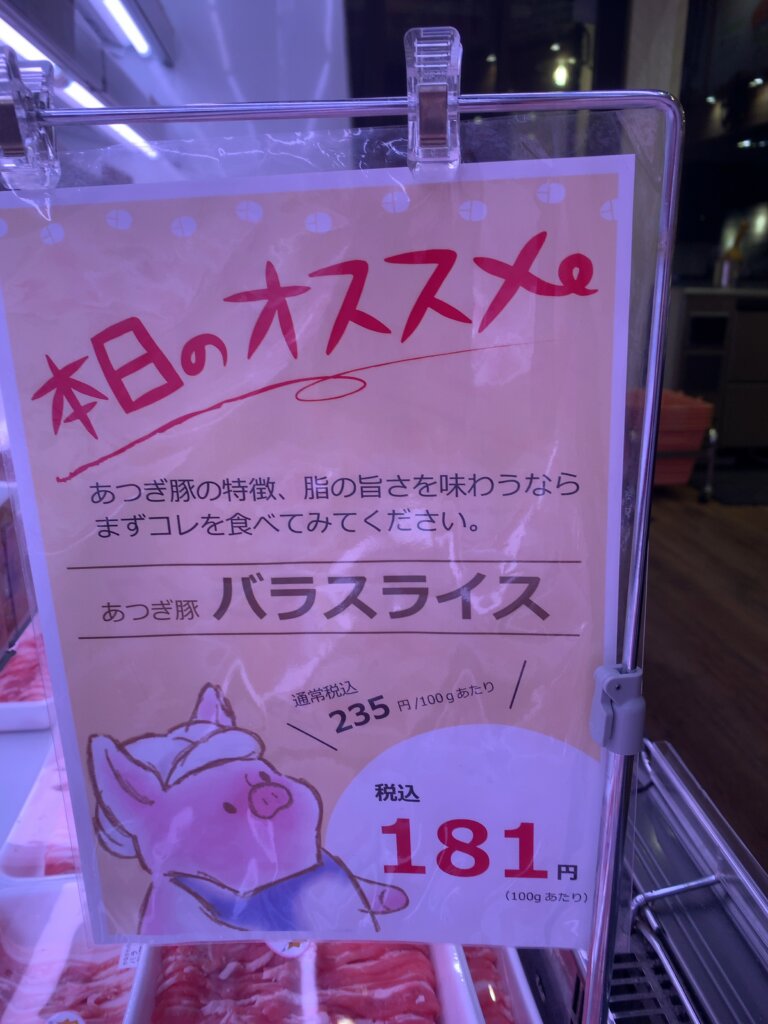 本日のオススメ
あつぎ豚の特徴、脂の旨さを味わうなら
まずコレを食べてみてください。
あつぎ豚 バラスライス
通常税込
235 円/100gあたり
税込
181円
(100gあたり)